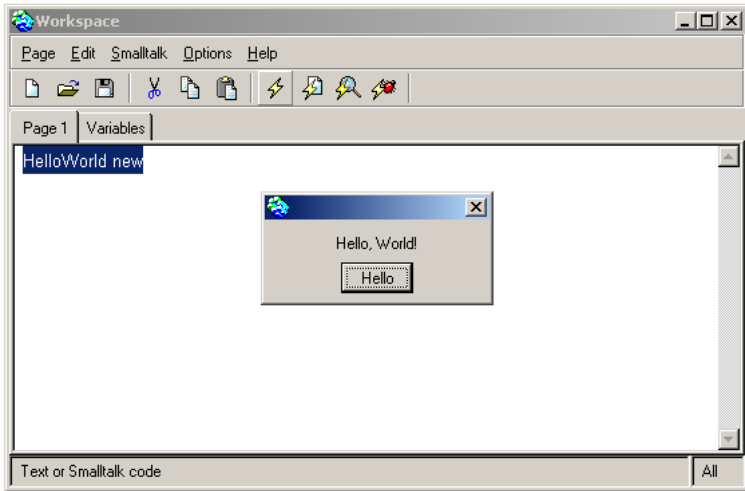 Workspace
Page Edit Smalltalk Options Help
Page 1 Variables
HelloWorld new
Hello, World!
Hello
Text or Smalltalk code All